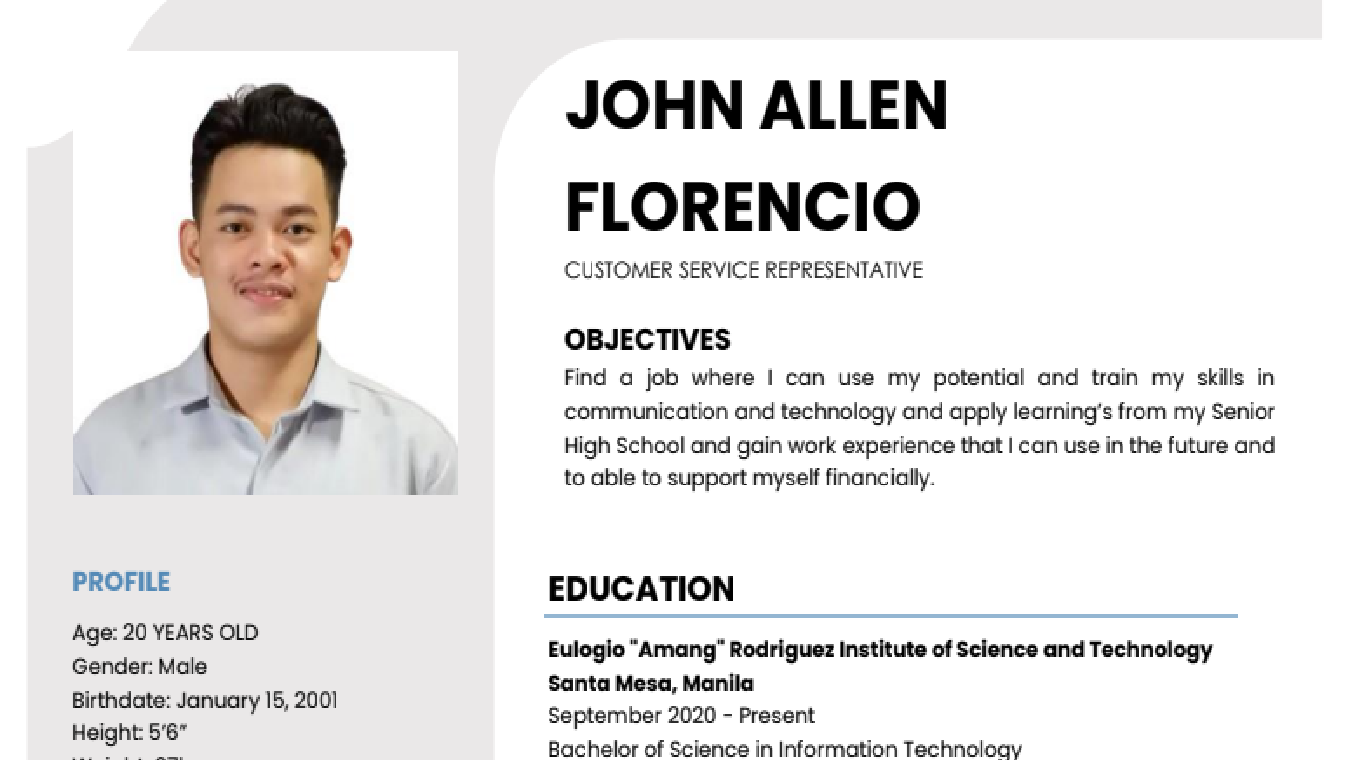 JOHN ALLEN
FLORENCIO
CUSTOMER SERVICE REPRESENTATIVE
OBJECTIVES
Find a job where I can use my potential and train my skills in
communication and technology and apply learning’s from my Senior
High School and gain work experience that I can use in the future and
to able to support myself financially.
PROFILE
Age: 20 YEARS OLD
Gender: Male
Birthdate: January 15, 2001
Height: 5’6”
EDUCATION
Eulogio "Amang" Rodriguez Institute of Science and Technology
Santa Mesa, Manila
September 2020 - Present
Bachelor of Science in Information Technology